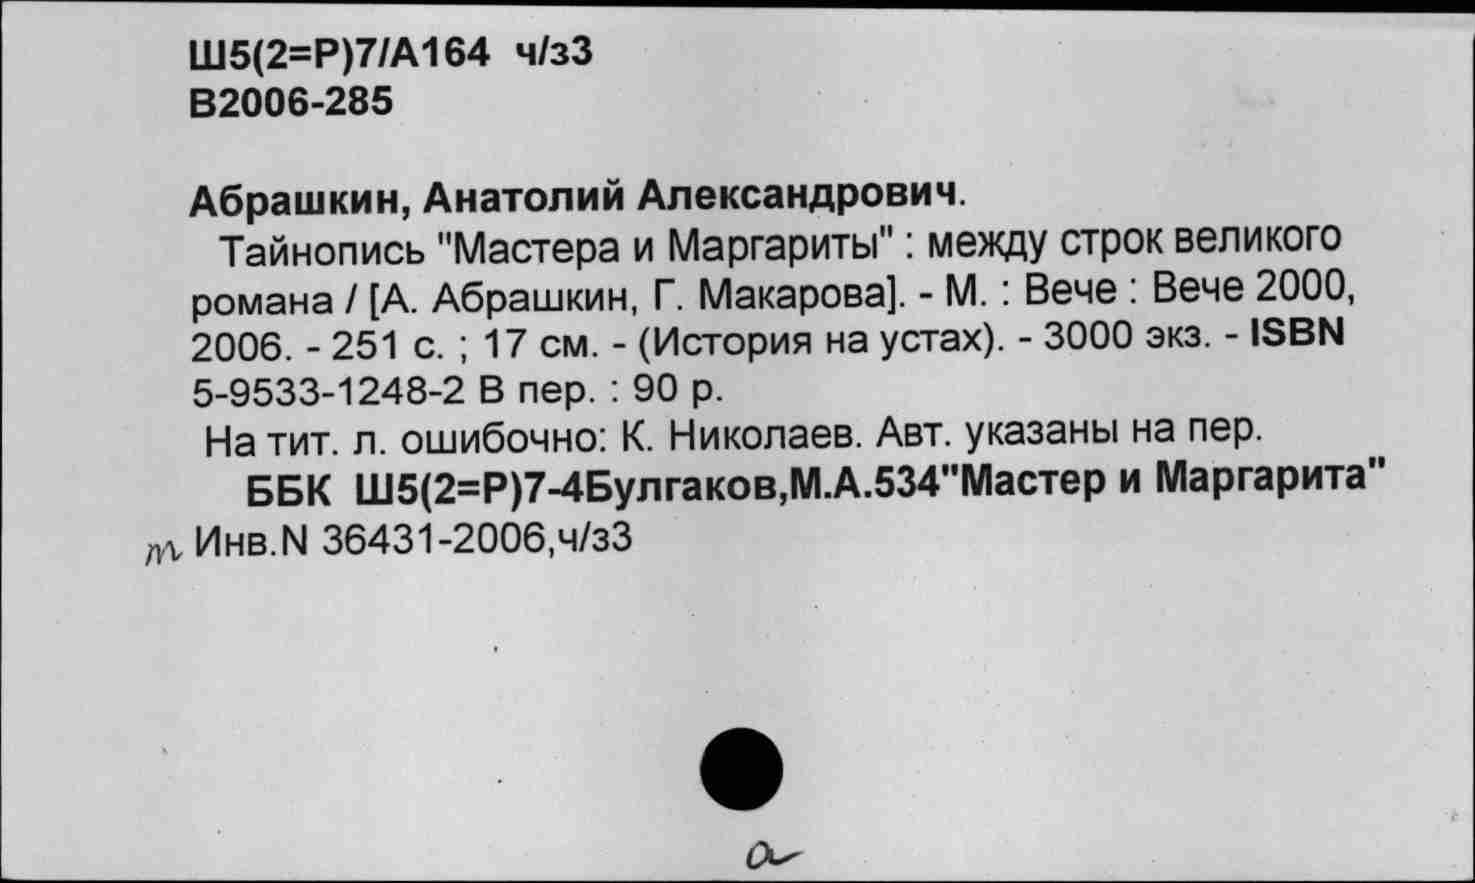 Ш5(2=Р)7/А164 ч/з3
В2006-285
Абрашкин, Анатолий Александрович.
Тайнопись "Мастера и Маргариты" : между строк великого
романа / [А. Абрашкин, Г. Макарова]. - М. : Вече : Вече 2000,
2006. - 251 с. ; 17 см. - (История на устах). - 3000 экз. - ISBN
5-9533-1248-2 В пер. : 90 р.
На тит. л. ошибочно: К. Николаев. Авт. указаны на пер.
ББК Ш5(2=Р)7-4Булгаков,М.А.534"Мастер и Маргарита"
Инв.N 36431-2006,ч/з3